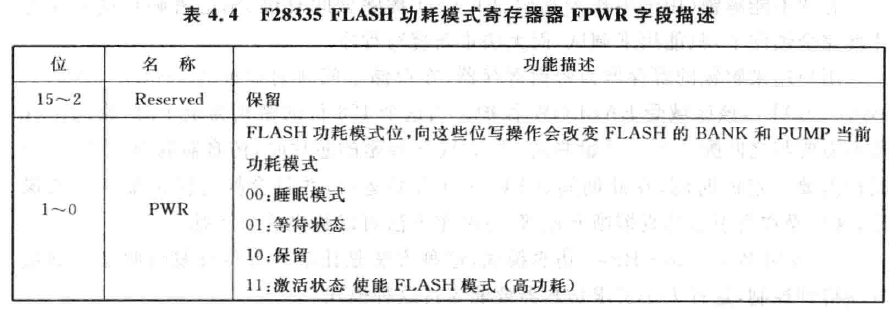 表 4.4 F28335 FLASH 功耗模式寄存器器 FPWR 字段描述
位 名 称 功能描述
15~2 Reserved 保留
FLASH 功耗模式位,向这些位写操作会改变 FLASH 的 BANK 和 PUMP 当前
功耗模式
00:睡眠模式
1~0 PWR 01:等待状态
10:保留
11:激活状态 使能 FLASH 模式(高功耗)